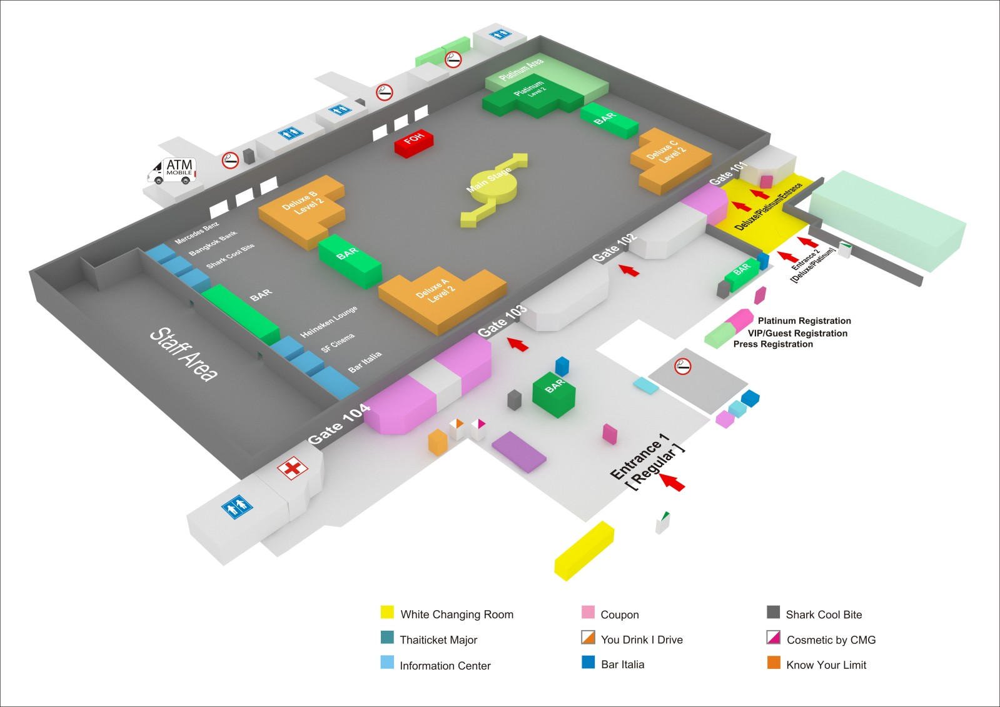 Platinum Area
Platinum
Level 2
BAR
FOH
Deluxe C
Level 2
ATM
MOBILE
Main Stage
Gate 101
Deluxe B
Level 2
Deluxe/Platinum/Entrance
Mercedes Benz
Bangkok Bank
Shark Cool Bite
BAR
Gate 102
Entrance 2
[Deluxe/Platinum]
BAR
Deluxe A
Level 2
BAR
Heineken Lounge
SF Cinema
Bar Italia
Gate 103
Platinum Registration
VIP/Guest Registration
Press Registration
Staff Area
BAR
Gate 104
Entrance 1
[ Regular ]
White Changing Room
Coupon
Shark Cool Bite
Thaiticket Major
You Drink I Drive
Cosmetic by CMG
Information Center
Bar Italia
Know Your Limit